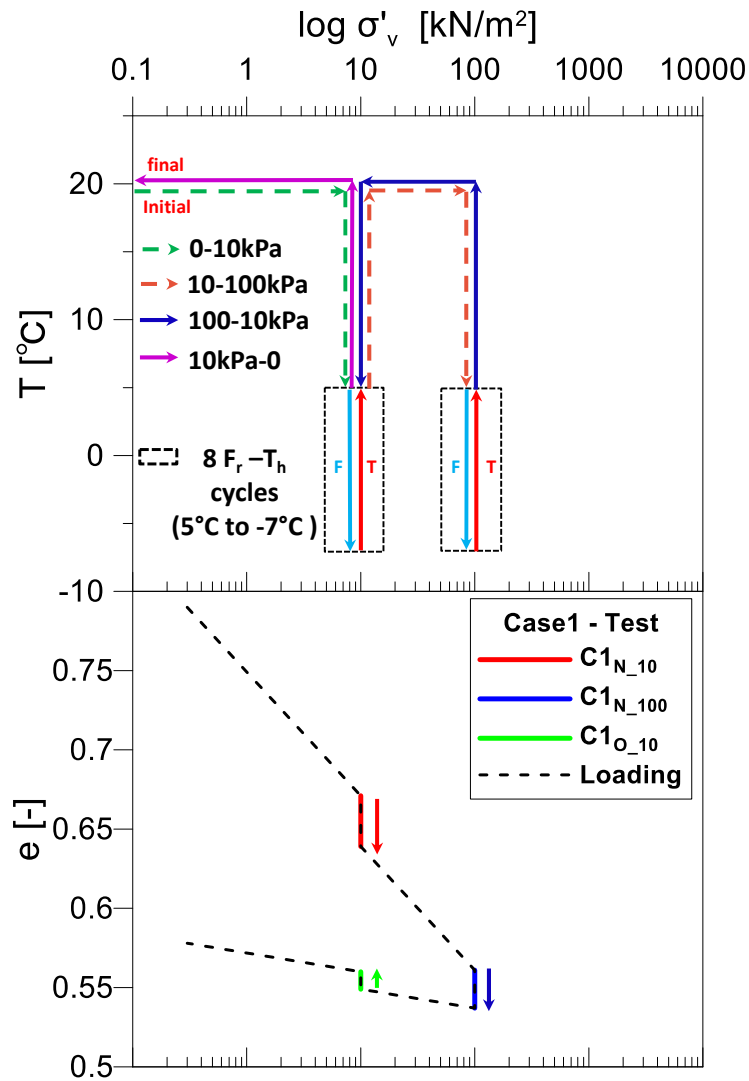 log σ'v [kN/m²]
0.1 1 10 100 1000 10000
T [°C]
20
10
0
-10
final
Initial
0-10kPa
10-100kPa
100-10kPa
10kPa-0
8 Fr –Th
cycles
(5°C to -7°C )
F T
F T
e [-]
0.75
0.7
0.65
0.6
0.55
0.5
Case1 - Test
C1N_10
C1N_100
C1O_10
Loading